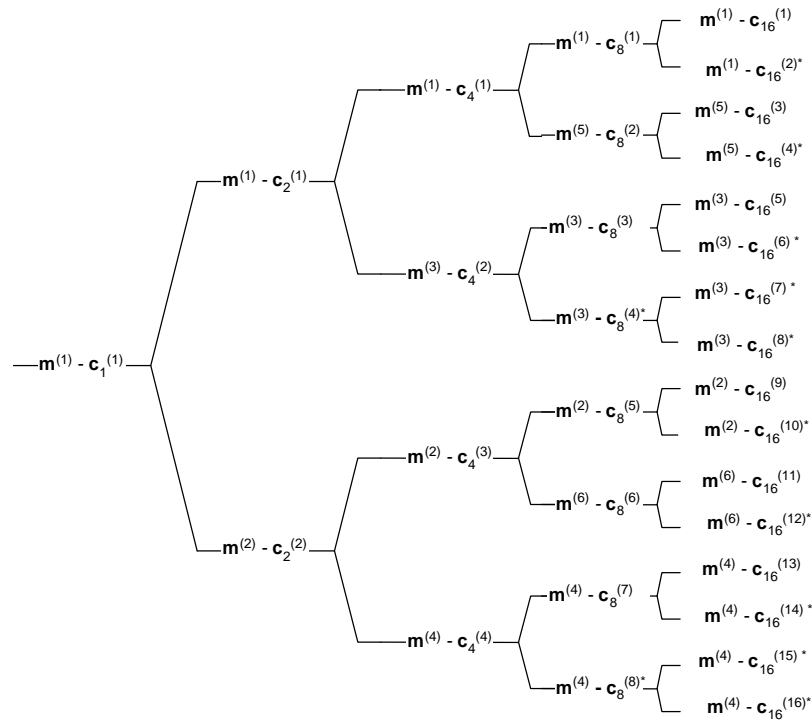 m(1) - c1(1)
m(1) - c2(1)
m(2) - c2(2)
m(1) - c4(1)
m(3) - c4(2)
m(2) - c4(3)
m(4) - c4(4)
m(1) - c8(1)
m(5) - c8(2)
m(3) - c8(3)
m(3) - c8(4)*
m(2) - c8(5)
m(6) - c8(6)
m(4) - c8(7)
m(4) - c8(8)*
m(1) - c16(1)
m(1) - c16(2)*
m(5) - c16(3)
m(5) - c16(4)*
m(3) - c16(5)
m(3) - c16(6) *
m(3) - c16(7) *
m(3) - c16(8)*
m(2) - c16(9)
m(2) - c16(10)*
m(6) - c16(11)
m(6) - c16(12)*
m(4) - c16(13)
m(4) - c16(14) *
m(4) - c16(15) *
m(4) - c16(16)*